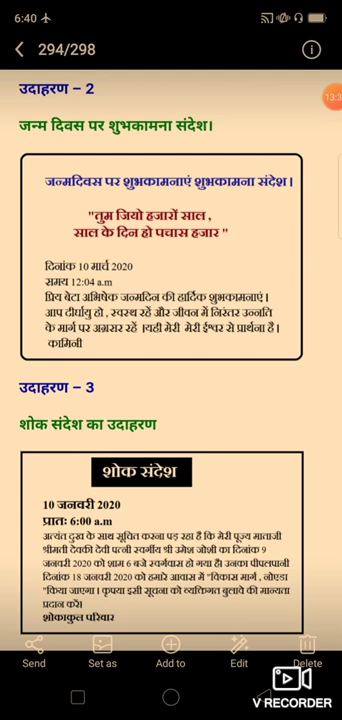 6:40
294/298
उदाहरण – 2
13:3
जन्म दिवस पर शुभकामना संदेश।
जन्मदिवस पर शुभकामनाएं शुभकामना संदेश।
"तुम जियो हजारों साल ,
साल के दिन हो पचास हजार "
दिनांक 10 मार्च 2020
समय 12:04 a.m
प्रिय बेटा अभिषेक जन्मदिन की हार्दिक शुभकामनाएं।
आप दीर्घायु हो , स्वस्थ रहें और जीवन में निरंतर उन्नति
के मार्ग पर अग्रसर रहें ।यही मेरी मेरी ईश्वर से प्रार्थना है।
कामिनी
उदाहरण – 3
शोक संदेश का उदाहरण
शोक संदेश
10 जनवरी 2020
प्रातः 6:00 a.m
अत्यंत दुख के साथ सूचित करना पड़ रहा है कि मेरी पूज्य माताजी
श्रीमती देवकी देवी पत्नी स्वर्गीय श्री उमेश जोशी का दिनांक 9
जनवरी 2020 को शाम 6 बजे स्वर्गवास हो गया है। उनका पीपलपानी
दिनांक 18 जनवरी 2020 को हमारे आवास में "विकास मार्ग , नोएडा
"किया जाएगा । कृपया इसी सूचना को व्यक्तिगत बुलावे की मान्यता
प्रदान करें।
शोकाकुल परिवार
Send
Set as
Add to
Edit
Delete
V RECORDER